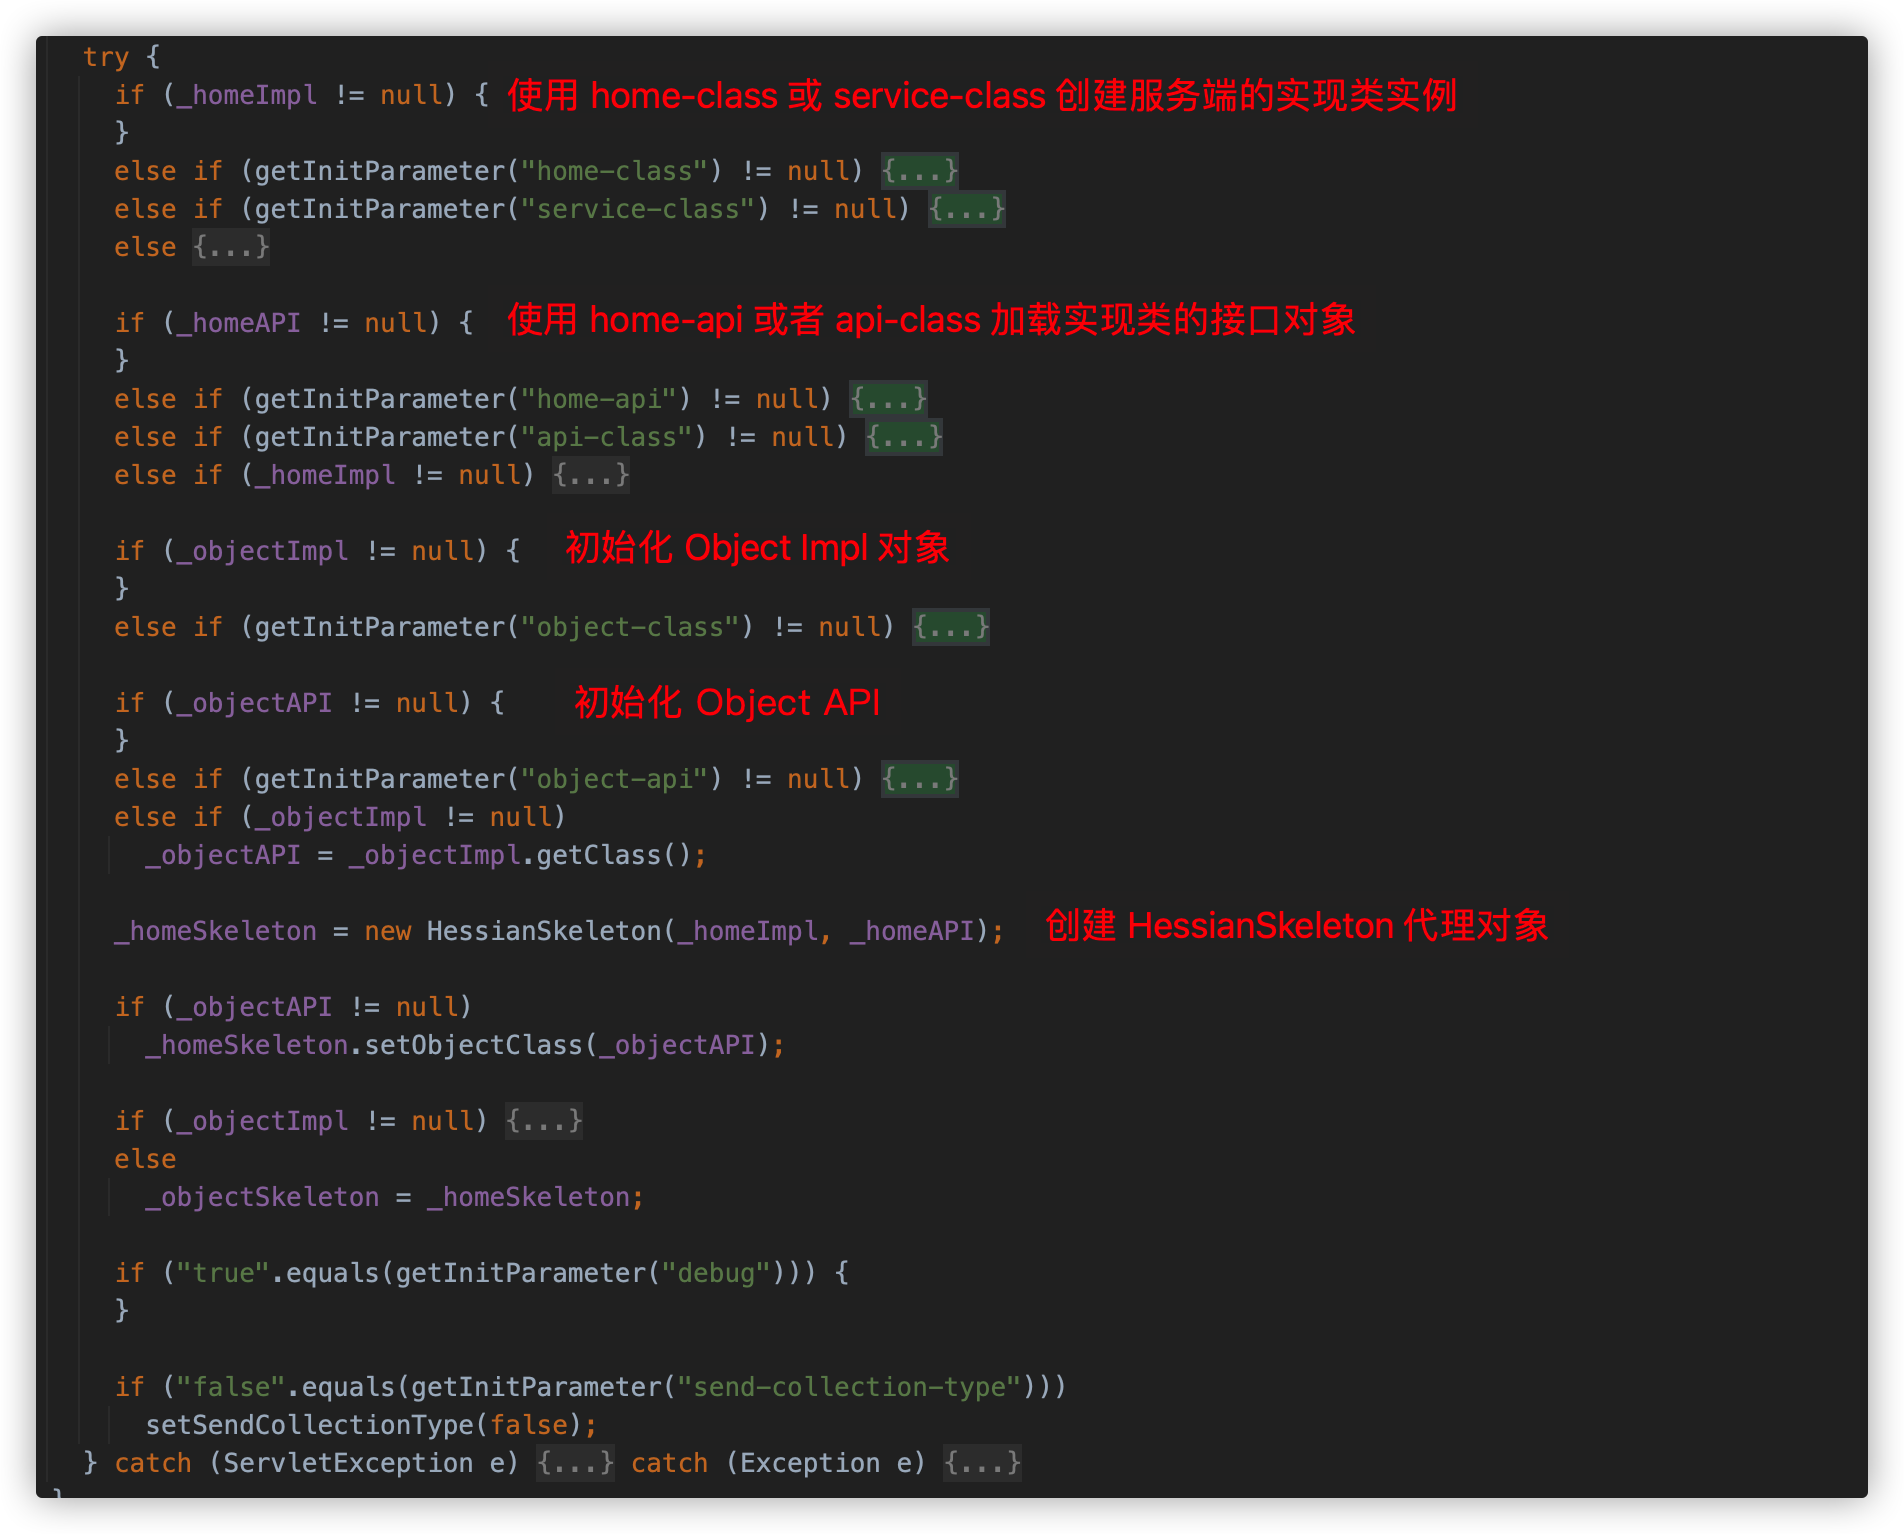 try {
if (_homeImpl != null) { 使用 home-class 或 service-class 创建服务端的实现类实例
}
else if (getInitParameter("home-class") != null) {...}
else if (getInitParameter("service-class") != null) {...}
else {...}
if (_homeAPI != null) { 使用 home-api 或者 api-class 加载实现类的接口对象
}
else if (getInitParameter("home-api") != null) {...}
else if (getInitParameter("api-class") != null) {...}
else if (_homeImpl != null) {...}
if (_objectImpl != null) { 初始化 Object Impl 对象
}
else if (getInitParameter("object-class") != null) {...}
if (_objectAPI != null) { 初始化 Object API
}
else if (getInitParameter("object-api") != null) {...}
else if (_objectImpl != null)
_objectAPI = _objectImpl.getClass();
_homeSkeleton = new HessianSkeleton(_homeImpl, _homeAPI); 创建 HessianSkeleton 代理对象
if (_objectAPI != null)
_homeSkeleton.setObjectClass(_objectAPI);
if (_objectImpl != null) {...}
else
_objectSkeleton = _homeSkeleton;
if ("true".equals(getInitParameter("debug"))) {
}
if ("false".equals(getInitParameter("send-collection-type")))
setSendCollectionType(false);
} catch (ServletException e) {...} catch (Exception e) {...}
}